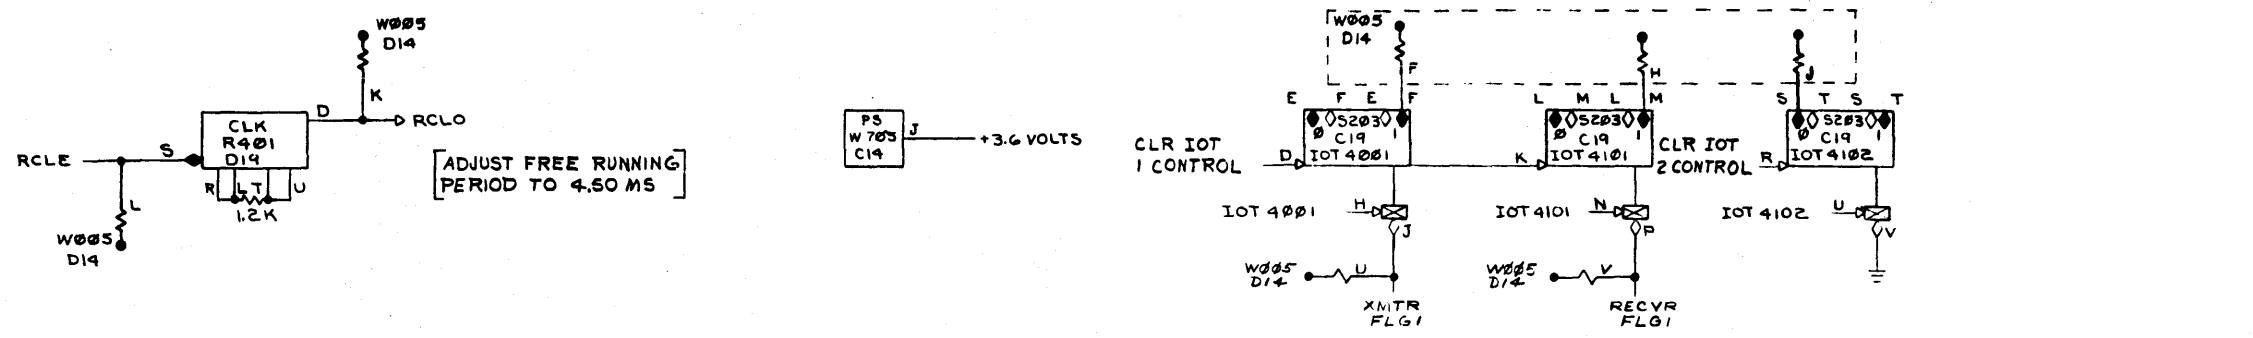 WØØ5
D14
K
D
RCLO
CLK
R401
D19
RCLE
S
R L T U
1.2K
L
WØØ5
D14
[ADJUST FREE RUNNING
PERIOD TO 4.50 MS]
PS
W705
C14
J
+3.6 VOLTS
WØØ5
D14
F
H
J
E F E F
L M L M
S T S T
S203
Ø 1
C19
IOT 4001
S203
Ø 1
C19
IOT 4101
S203
Ø 1
C19
IOT 4102
CLR IOT
1 CONTROL
D
K
CLR IOT
2 CONTROL
R
IOT 4001
H
J
IOT 4101
N
P
IOT 4102
U
V
WØØ5
D14
U
WØØ5
D14
V
XMTR
FLG1
RECVR
FLG1